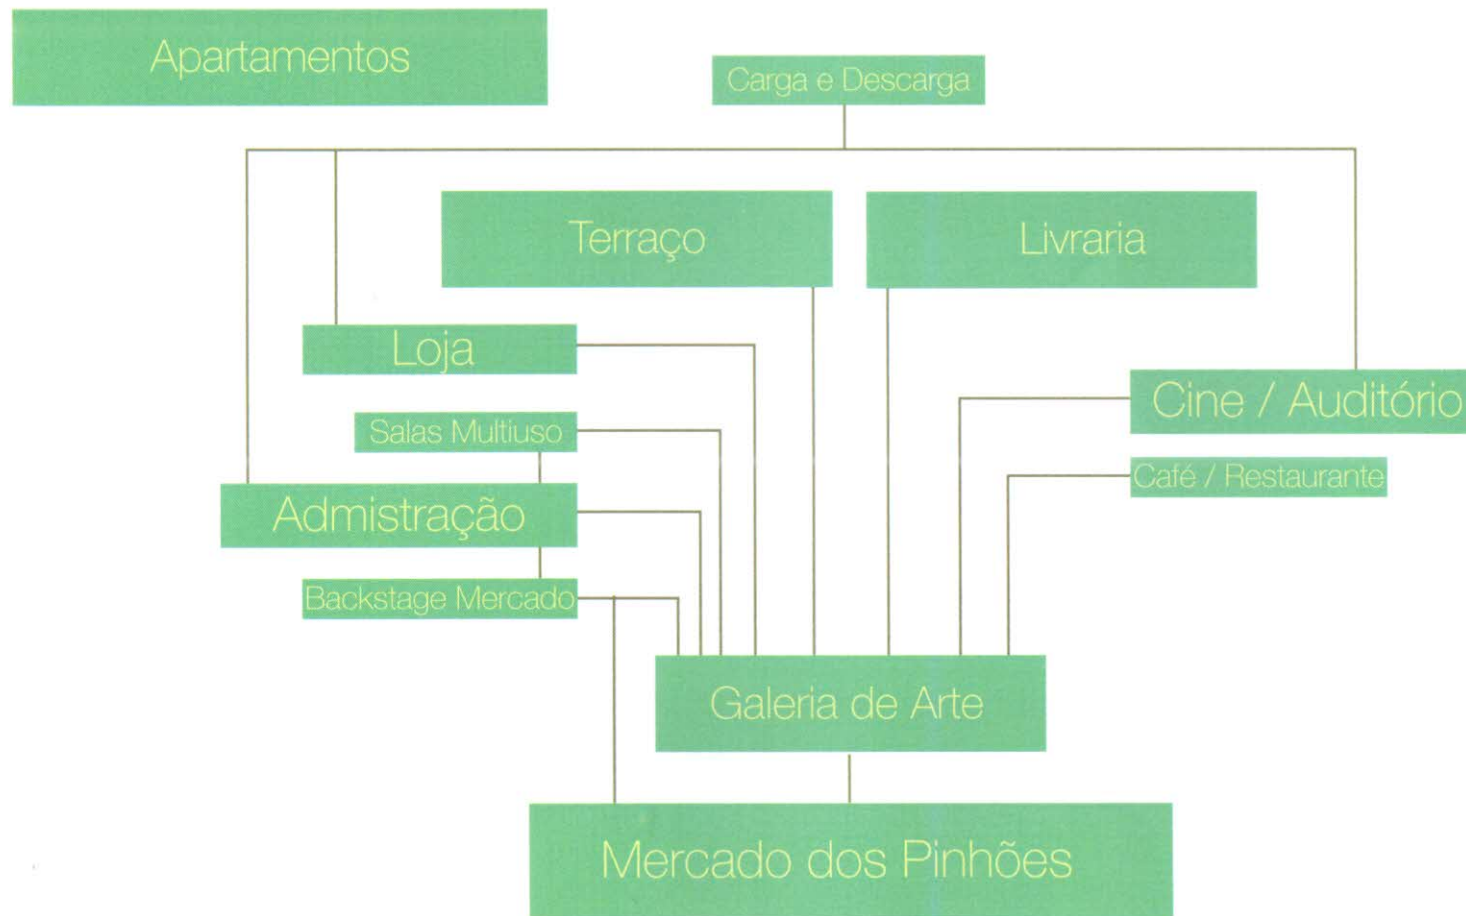 Apartamentos
Carga e Descarga
Terraço
Livraria
Loja
Cine / Auditório
Salas Multíuso
Café / Restaurante
Admistração
Backstage Mercado
Galeria de Arte
Mercado dos Pinhões